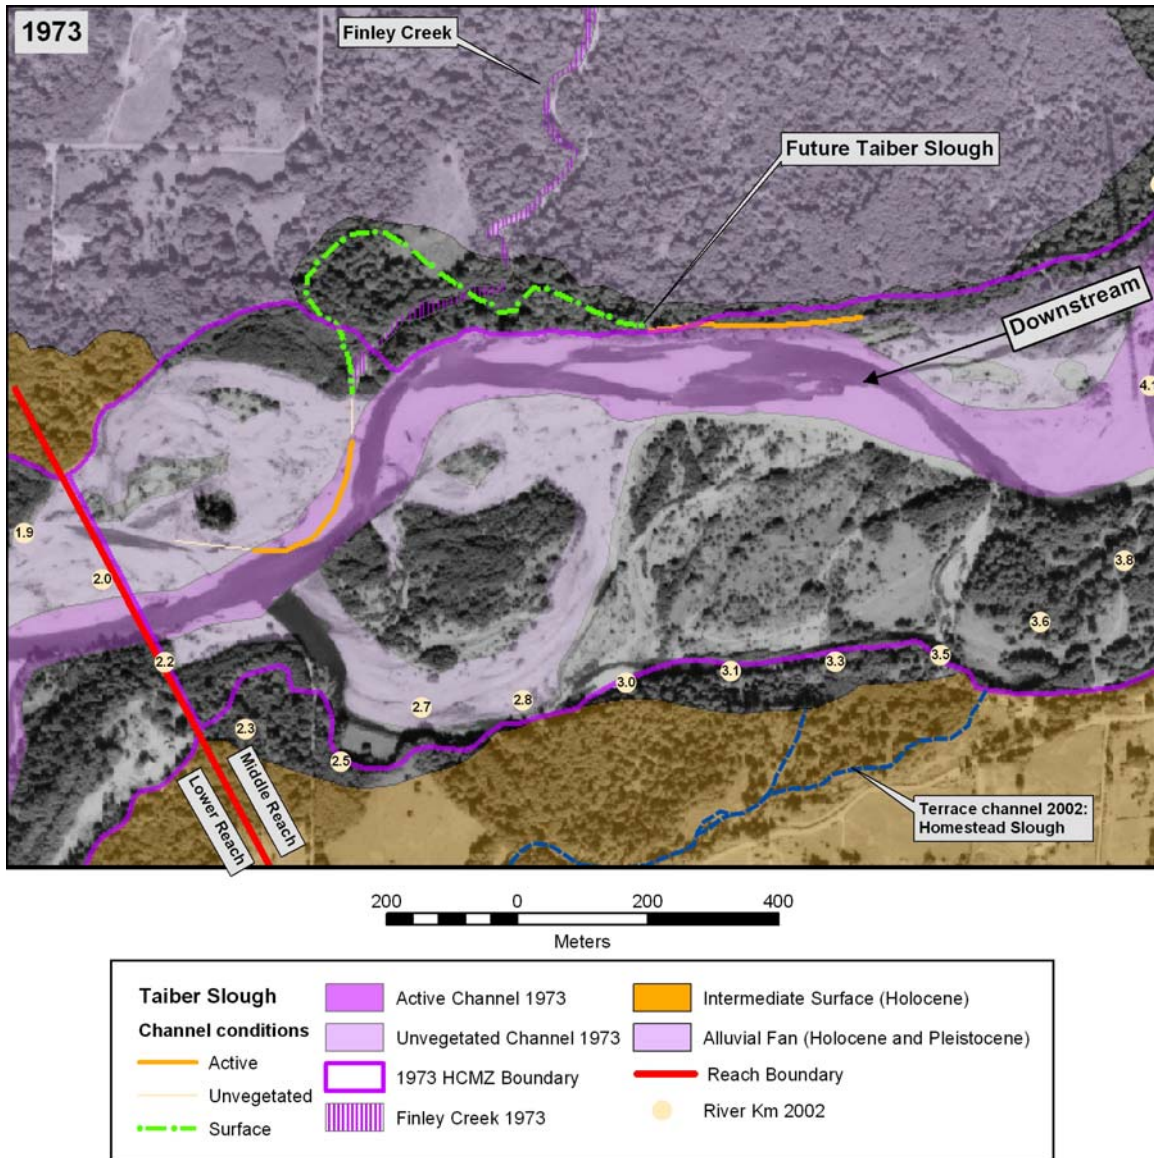 1973
Finley Creek
Future Taiber Slough
Downstream
4.1
1.9
2.0
3.8
3.6
2.2
3.5
3.3
3.1
3.0
2.8
2.7
2.3
2.5
Middle Reach
Lower Reach
Terrace channel 2002:
Homestead Slough
200 0 200 400
Meters
Taiber Slough
Channel conditions
Active
Unvegetated
Surface
Active Channel 1973
Unvegetated Channel 1973
1973 HCMZ Boundary
Finley Creek 1973
Intermediate Surface (Holocene)
Alluvial Fan (Holocene and Pleistocene)
Reach Boundary
River Km 2002